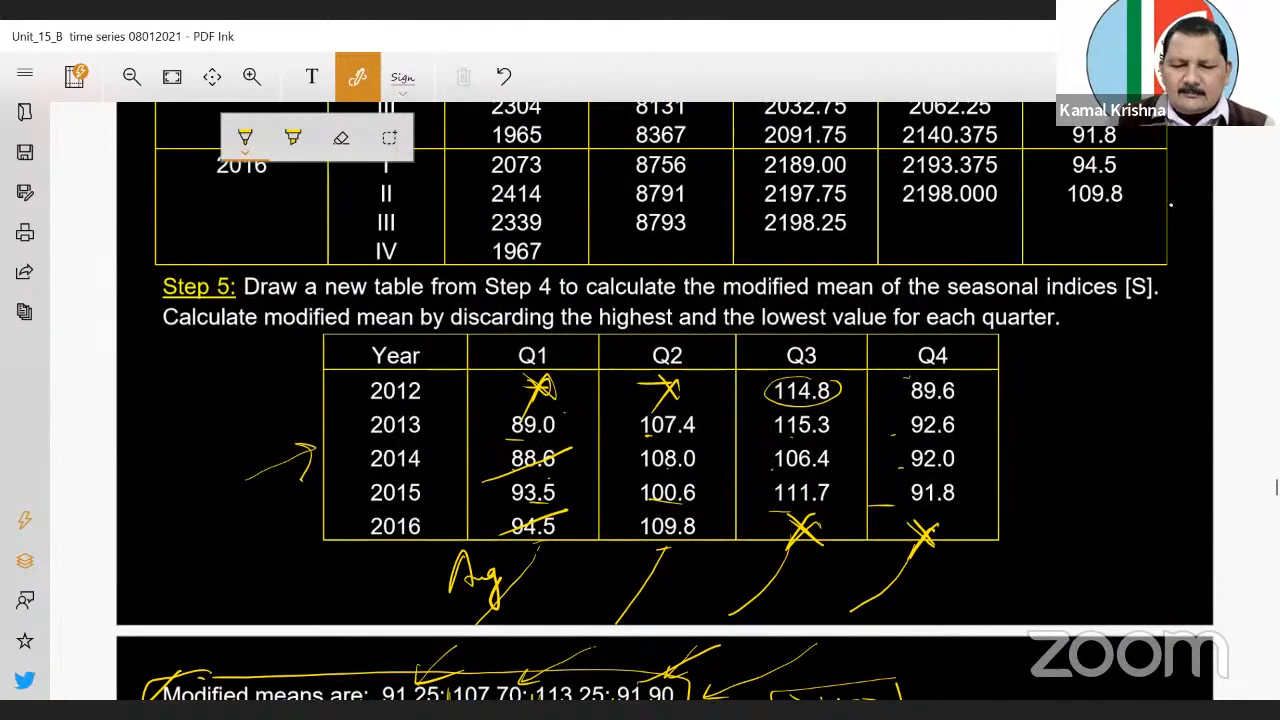 Unit_15_B time series 08012021 - PDF Ink
T
Sign
Kamal Krishna
III 2304 8131 2032.75 2062.25
1965 8367 2091.75 2140.375 91.8
2016 I 2073 8756 2189.00 2193.375 94.5
II 2414 8791 2197.75 2198.000 109.8
III 2339 8793 2198.25
IV 1967
Step 5: Draw a new table from Step 4 to calculate the modified mean of the seasonal indices [S].
Calculate modified mean by discarding the highest and the lowest value for each quarter.
Year Q1 Q2 Q3 Q4
2012 114.8 89.6
2013 89.0 107.4 115.3 92.6
2014 88.6 108.0 106.4 92.0
2015 93.5 100.6 111.7 91.8
2016 94.5 109.8
Avg
zoom
Modified means are: 91.25; 107.70; 113.25; 91.90